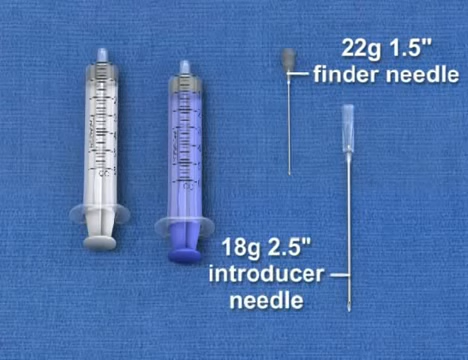 22g 1.5"
finder needle
18g 2.5"
introducer
needle